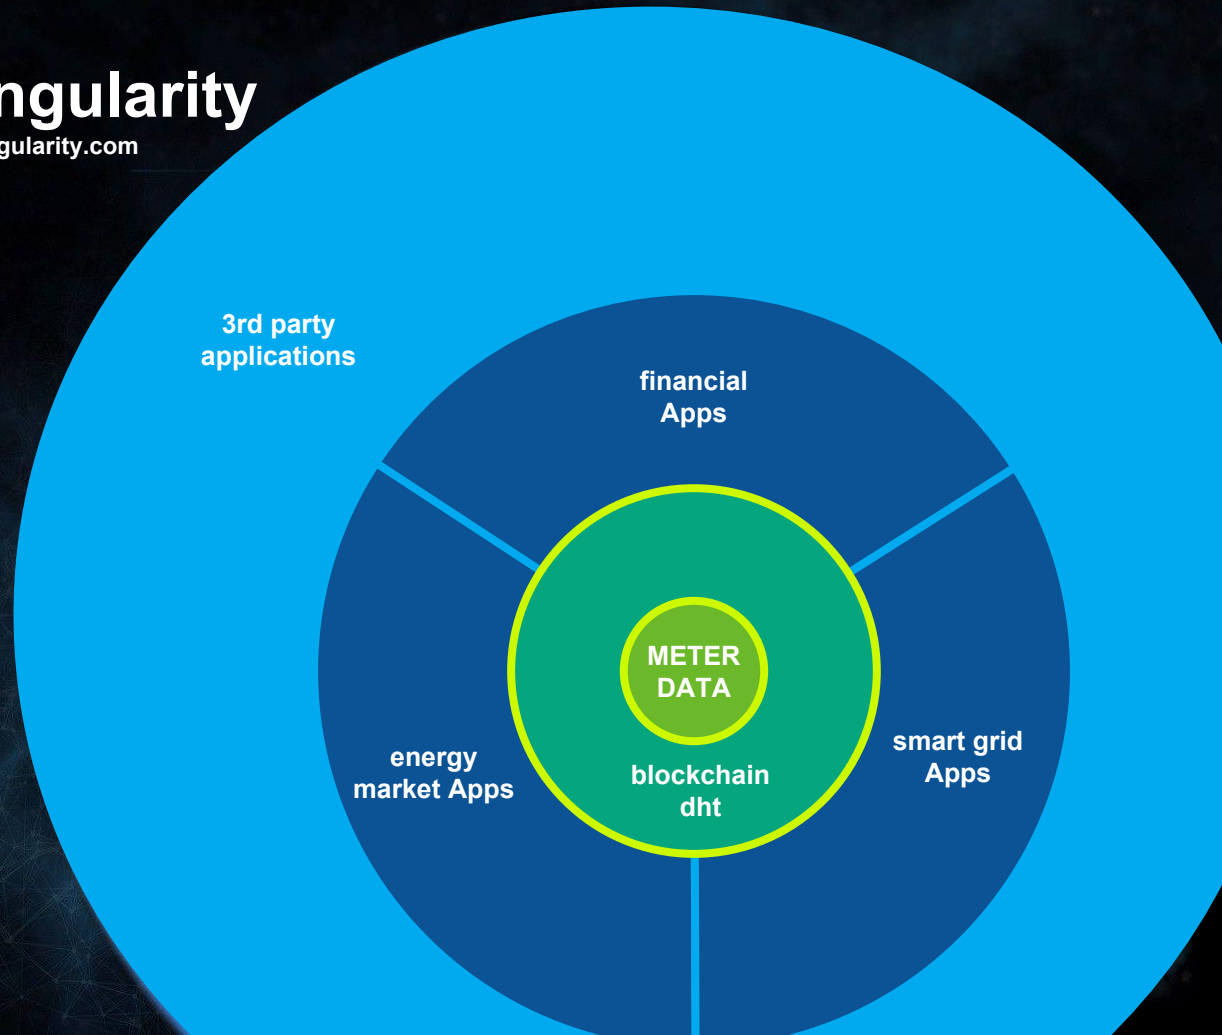 ngularity
gularity.com
3rd party
applications
financial
Apps
METER
DATA
smart grid
Apps
energy
market Apps
blockchain
dht